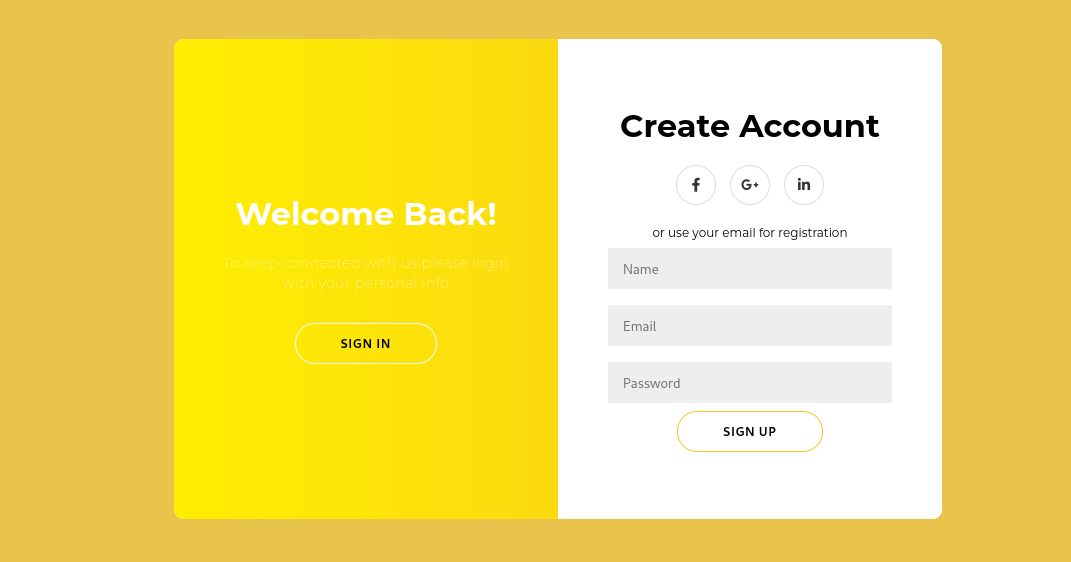 Welcome Back!
To keep connected with us please login
with your personal info
SIGN IN
Create Account
f
G+
in
or use your email for registration
Name
Email
Password
SIGN UP